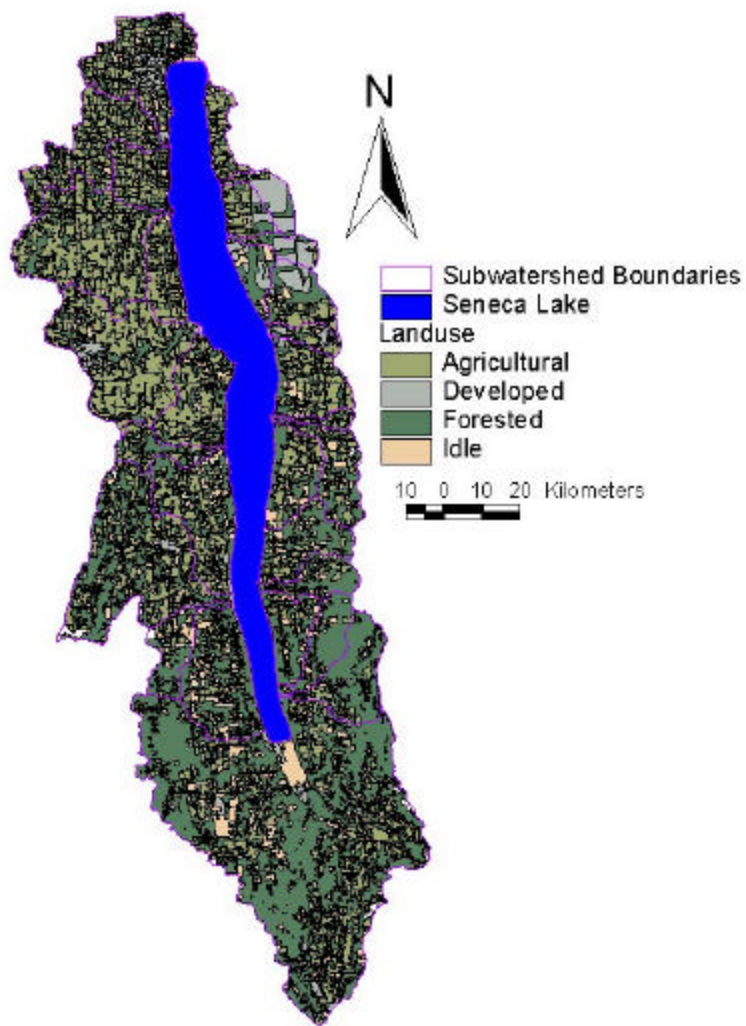 N
Subwatershed Boundaries
Seneca Lake
Landuse
Agricultural
Developed
Forested
Idle
10 0 10 20 Kilometers